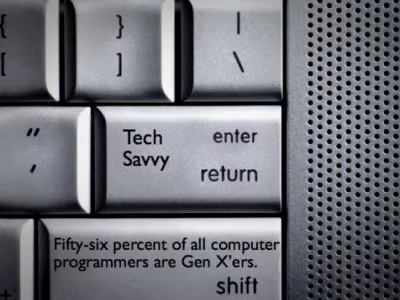 { } |
[ ] \
" Tech enter
' Savvy return
Fifty-six percent of all computer
programmers are Gen X'ers.
+ shift